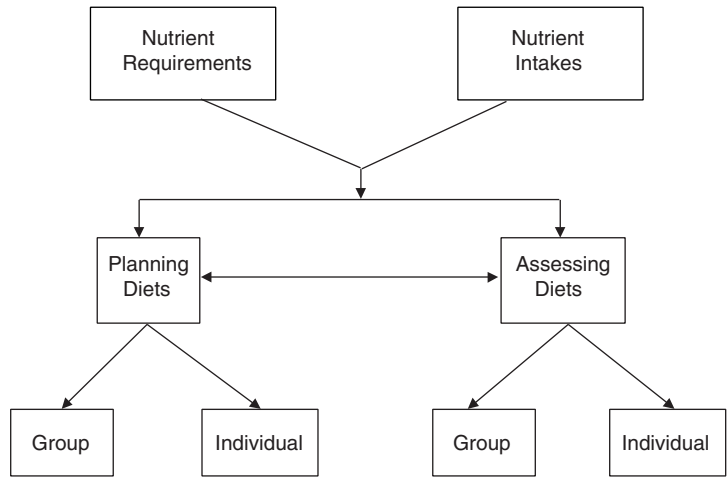 Nutrient
Requirements
Nutrient
Intakes
Planning
Diets
Assessing
Diets
Group
Individual
Group
Individual